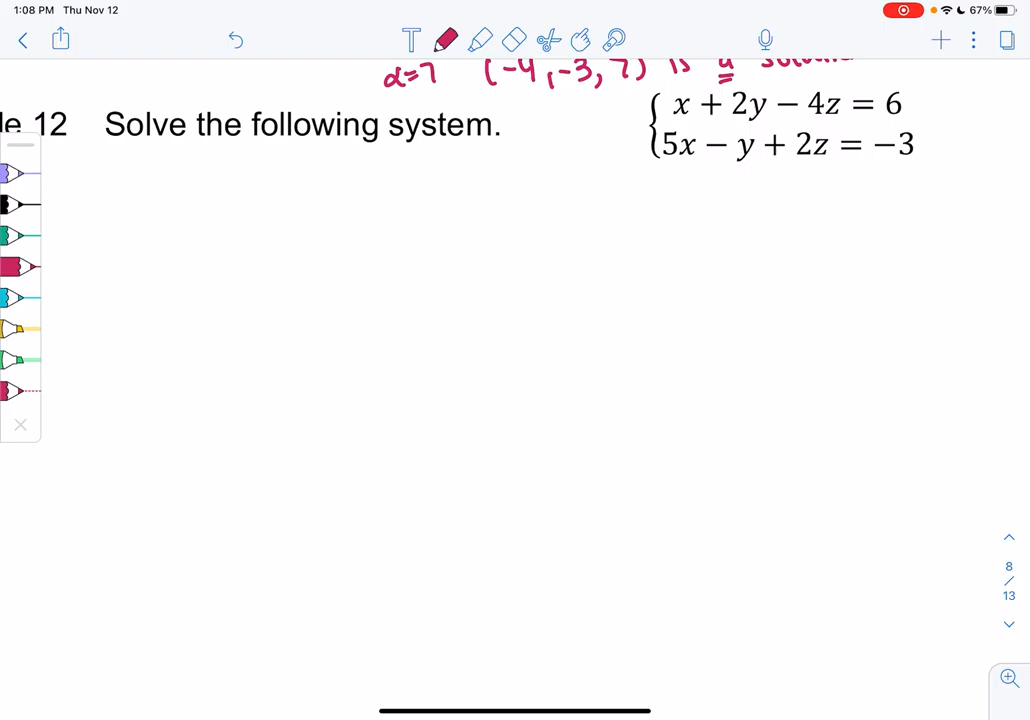 1:08 PM Thu Nov 12
67%
T
α=7 (-4, -3, 7) is a
le 12 Solve the following system.
x + 2y − 4z = 6
5x − y + 2z = −3
8
/
13